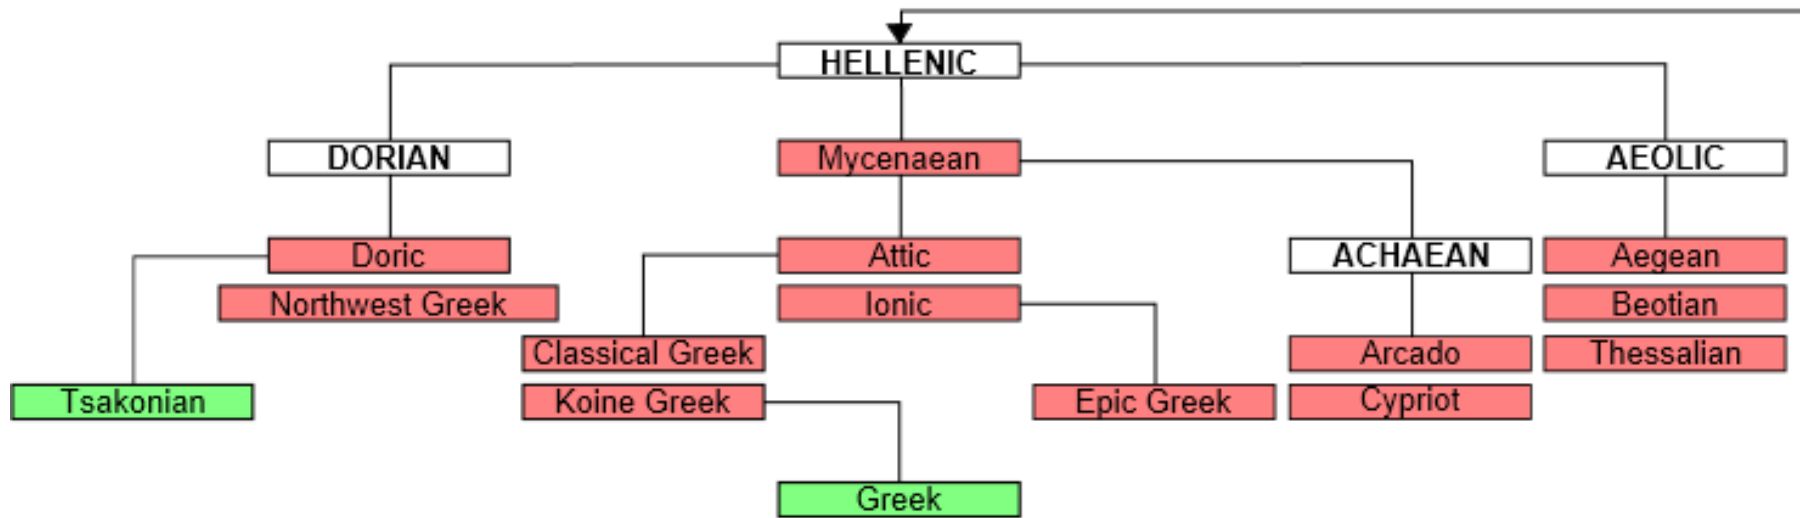 HELLENIC
DORIAN
Mycenaean
AEOLIC
Doric
Attic
ACHAEAN
Aegean
Northwest Greek
Ionic
Beotian
Classical Greek
Arcado
Thessalian
Tsakonian
Koine Greek
Epic Greek
Cypriot
Greek